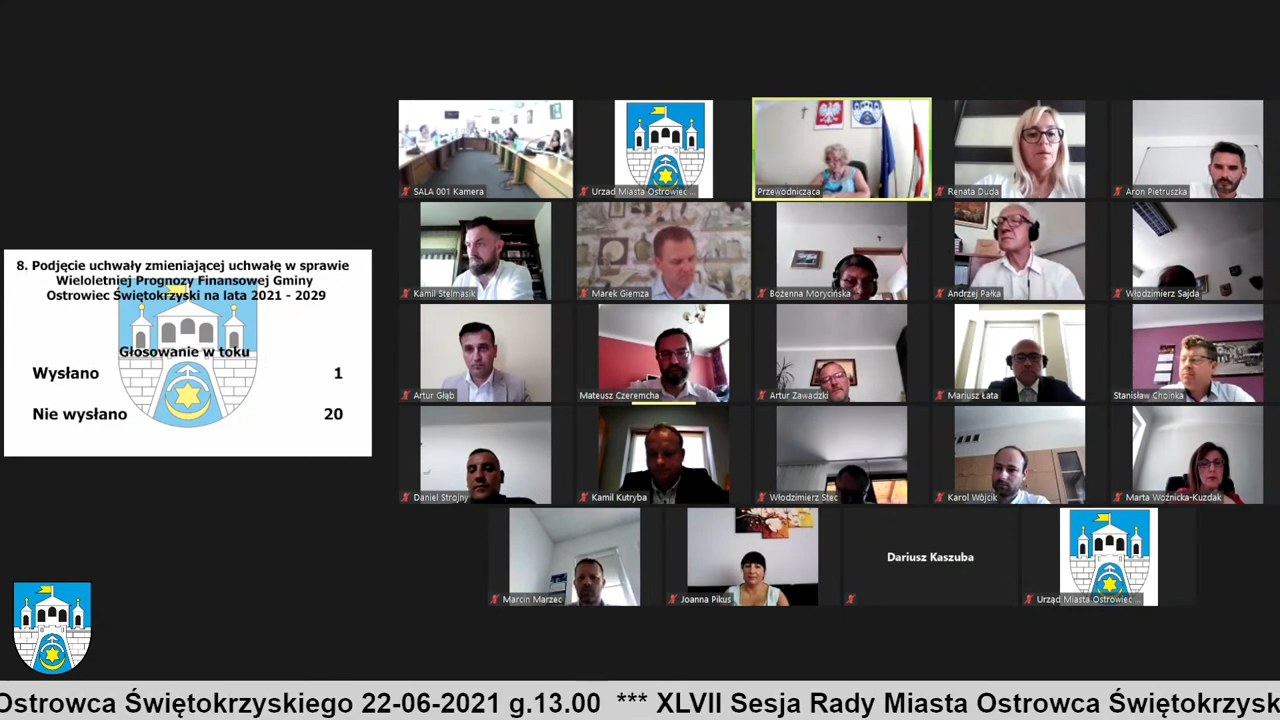 SALA 001 Kamera
Urzad Miasta Ostrowiec ...
Przewodnicząca
Renata Duda
Aron Pietruszka
Kamil Stelmasik
Marek Giemza
Bożenna Morycińska
Andrzej Pałka
Włodzimierz Sajda
8. Podjęcie uchwały zmieniającej uchwałę w sprawie
Wieloletniej Prognozy Finansowej Gminy
Ostrowiec Świętokrzyski na lata 2021 - 2029
Głosowanie w toku
Wysłano 1
Nie wysłano 20
Artur Głąb
Mateusz Czeremcha
Artur Zawadzki
Mariusz Łata
Stanisław Choinka
Daniel Strojny
Kamil Kutryba
Włodzimierz Stec
Karol Wójcik
Marta Woźnicka-Kuzdak
Marcin Marzec
Joanna Pikus
Dariusz Kaszuba
Urząd Miasta Ostrowiec ...
Ostrowca Świętokrzyskiego 22-06-2021 g.13.00 *** XLVII Sesja Rady Miasta Ostrowca Świętokrzysk